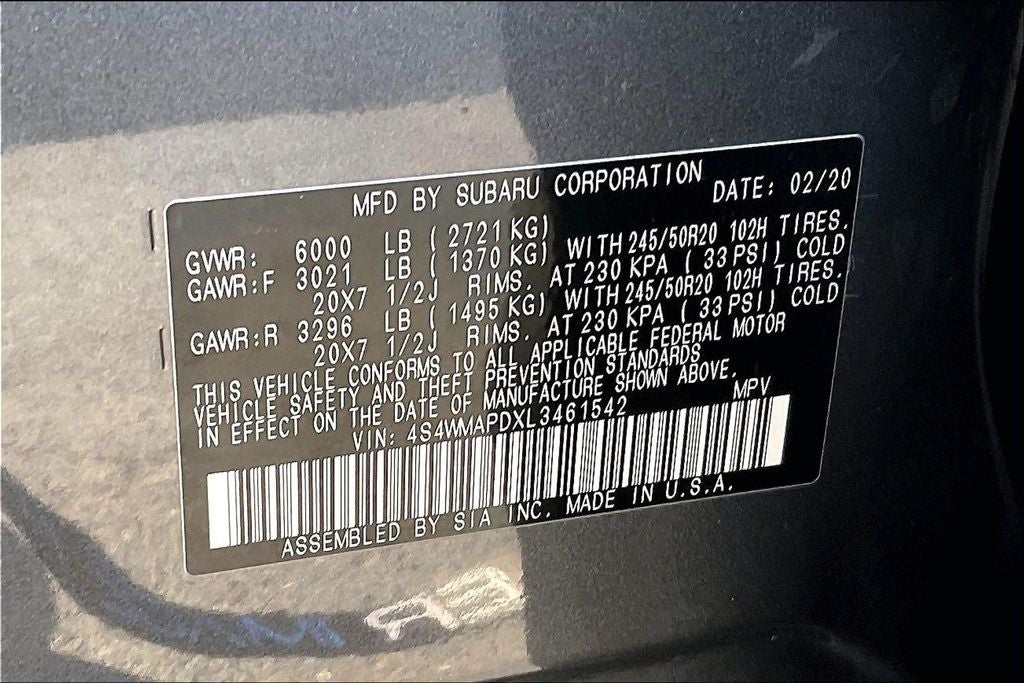 MFD BY SUBARU CORPORATION DATE: 02/20
GVWR: 6000 LB ( 2721 KG)
GAWR:F 3021 LB ( 1370 KG) WITH 245/50R20 102H TIRES.
20X7 1/2J RIMS. AT 230 KPA ( 33 PSI) COLD
GAWR:R 3296 LB ( 1495 KG) WITH 245/50R20 102H TIRES.
20X7 1/2J RIMS. AT 230 KPA ( 33 PSI) COLD
THIS VEHICLE CONFORMS TO ALL APPLICABLE FEDERAL MOTOR
VEHICLE SAFETY AND THEFT PREVENTION STANDARDS
IN EFFECT ON THE DATE OF MANUFACTURE SHOWN ABOVE.
VIN: 4S4WMAPDXL3461542 MPV
ASSEMBLED BY SIA INC. MADE IN U.S.A.